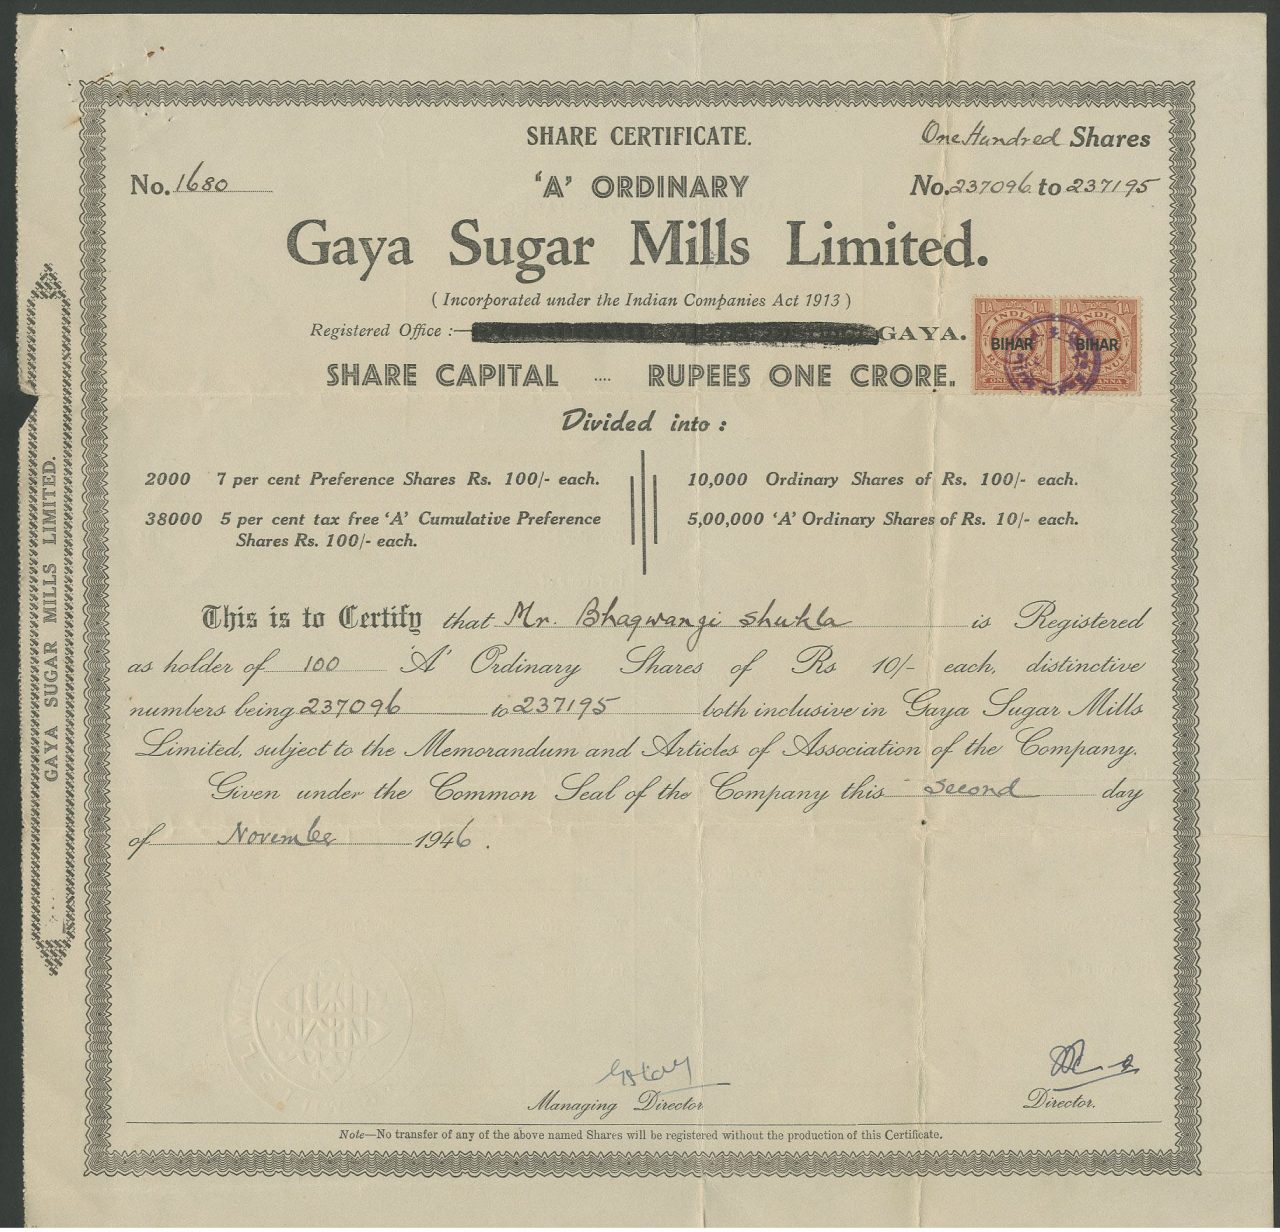 SHARE CERTIFICATE.
One Hundred Shares
No. 1680
'A' ORDINARY
No. 237096 to 237195
Gaya Sugar Mills Limited.
( Incorporated under the Indian Companies Act 1913 )
Registered Office :— GAYA.
1A 1A 1A 1A
INDIA INDIA
BIHAR BIHAR
SHARE CAPITAL .... RUPEES ONE CRORE.
Divided into :
2000 7 per cent Preference Shares Rs. 100/- each.
10,000 Ordinary Shares of Rs. 100/- each.
38000 5 per cent tax free 'A' Cumulative Preference
Shares Rs. 100/- each.
5,00,000 'A' Ordinary Shares of Rs. 10/- each.
This is to Certify that Mr. Bhagwangi Shukla is Registered
as holder of 100 'A' Ordinary Shares of Rs 10/- each, distinctive
numbers being 237096 to 237195 both inclusive in Gaya Sugar Mills
Limited, subject to the Memorandum and Articles of Association of the Company.
Given under the Common Seal of the Company this second day
of November 1946.
Managing Director
Director.
Note—No transfer of any of the above named Shares will be registered without the production of this Certificate.
GAYA SUGAR MILLS LIMITED.